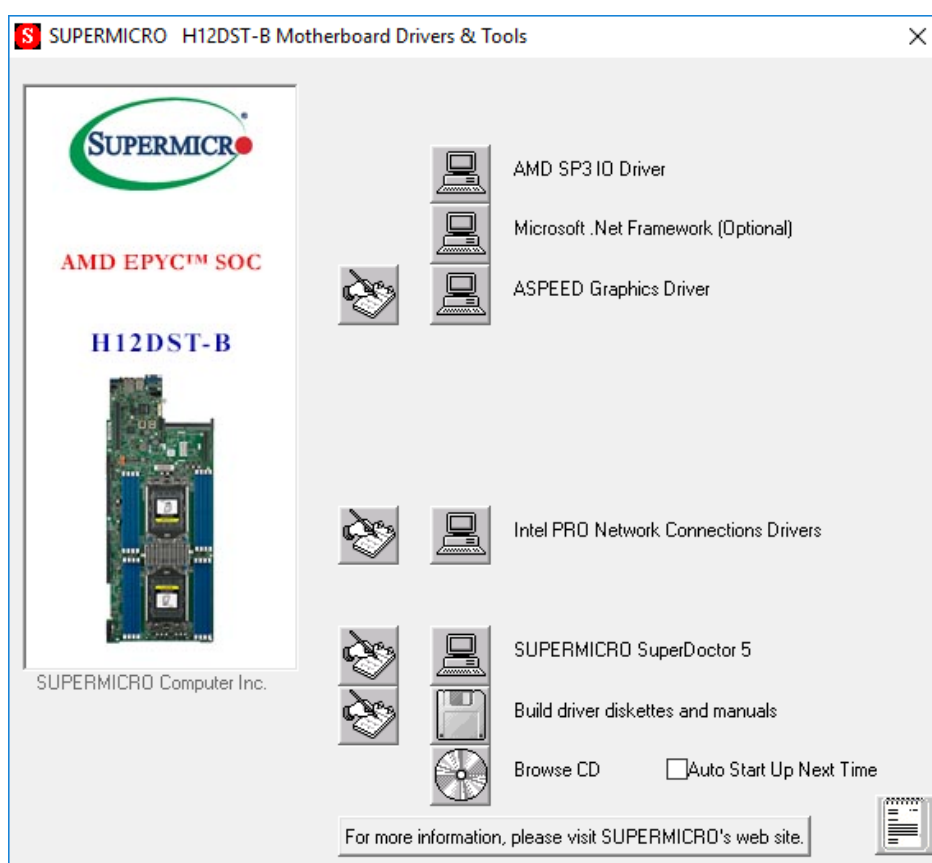 SUPERMICRO H12DST-B Motherboard Drivers & Tools
SUPERMICR
AMD EPYC™ SOC
H12DST-B
SUPERMICRO Computer Inc.
AMD SP3 IO Driver
Microsoft .Net Framework (Optional)
ASPEED Graphics Driver
Intel PRO Network Connections Drivers
SUPERMICRO SuperDoctor 5
Build driver diskettes and manuals
Browse CD Auto Start Up Next Time
For more information, please visit SUPERMICRO's web site.